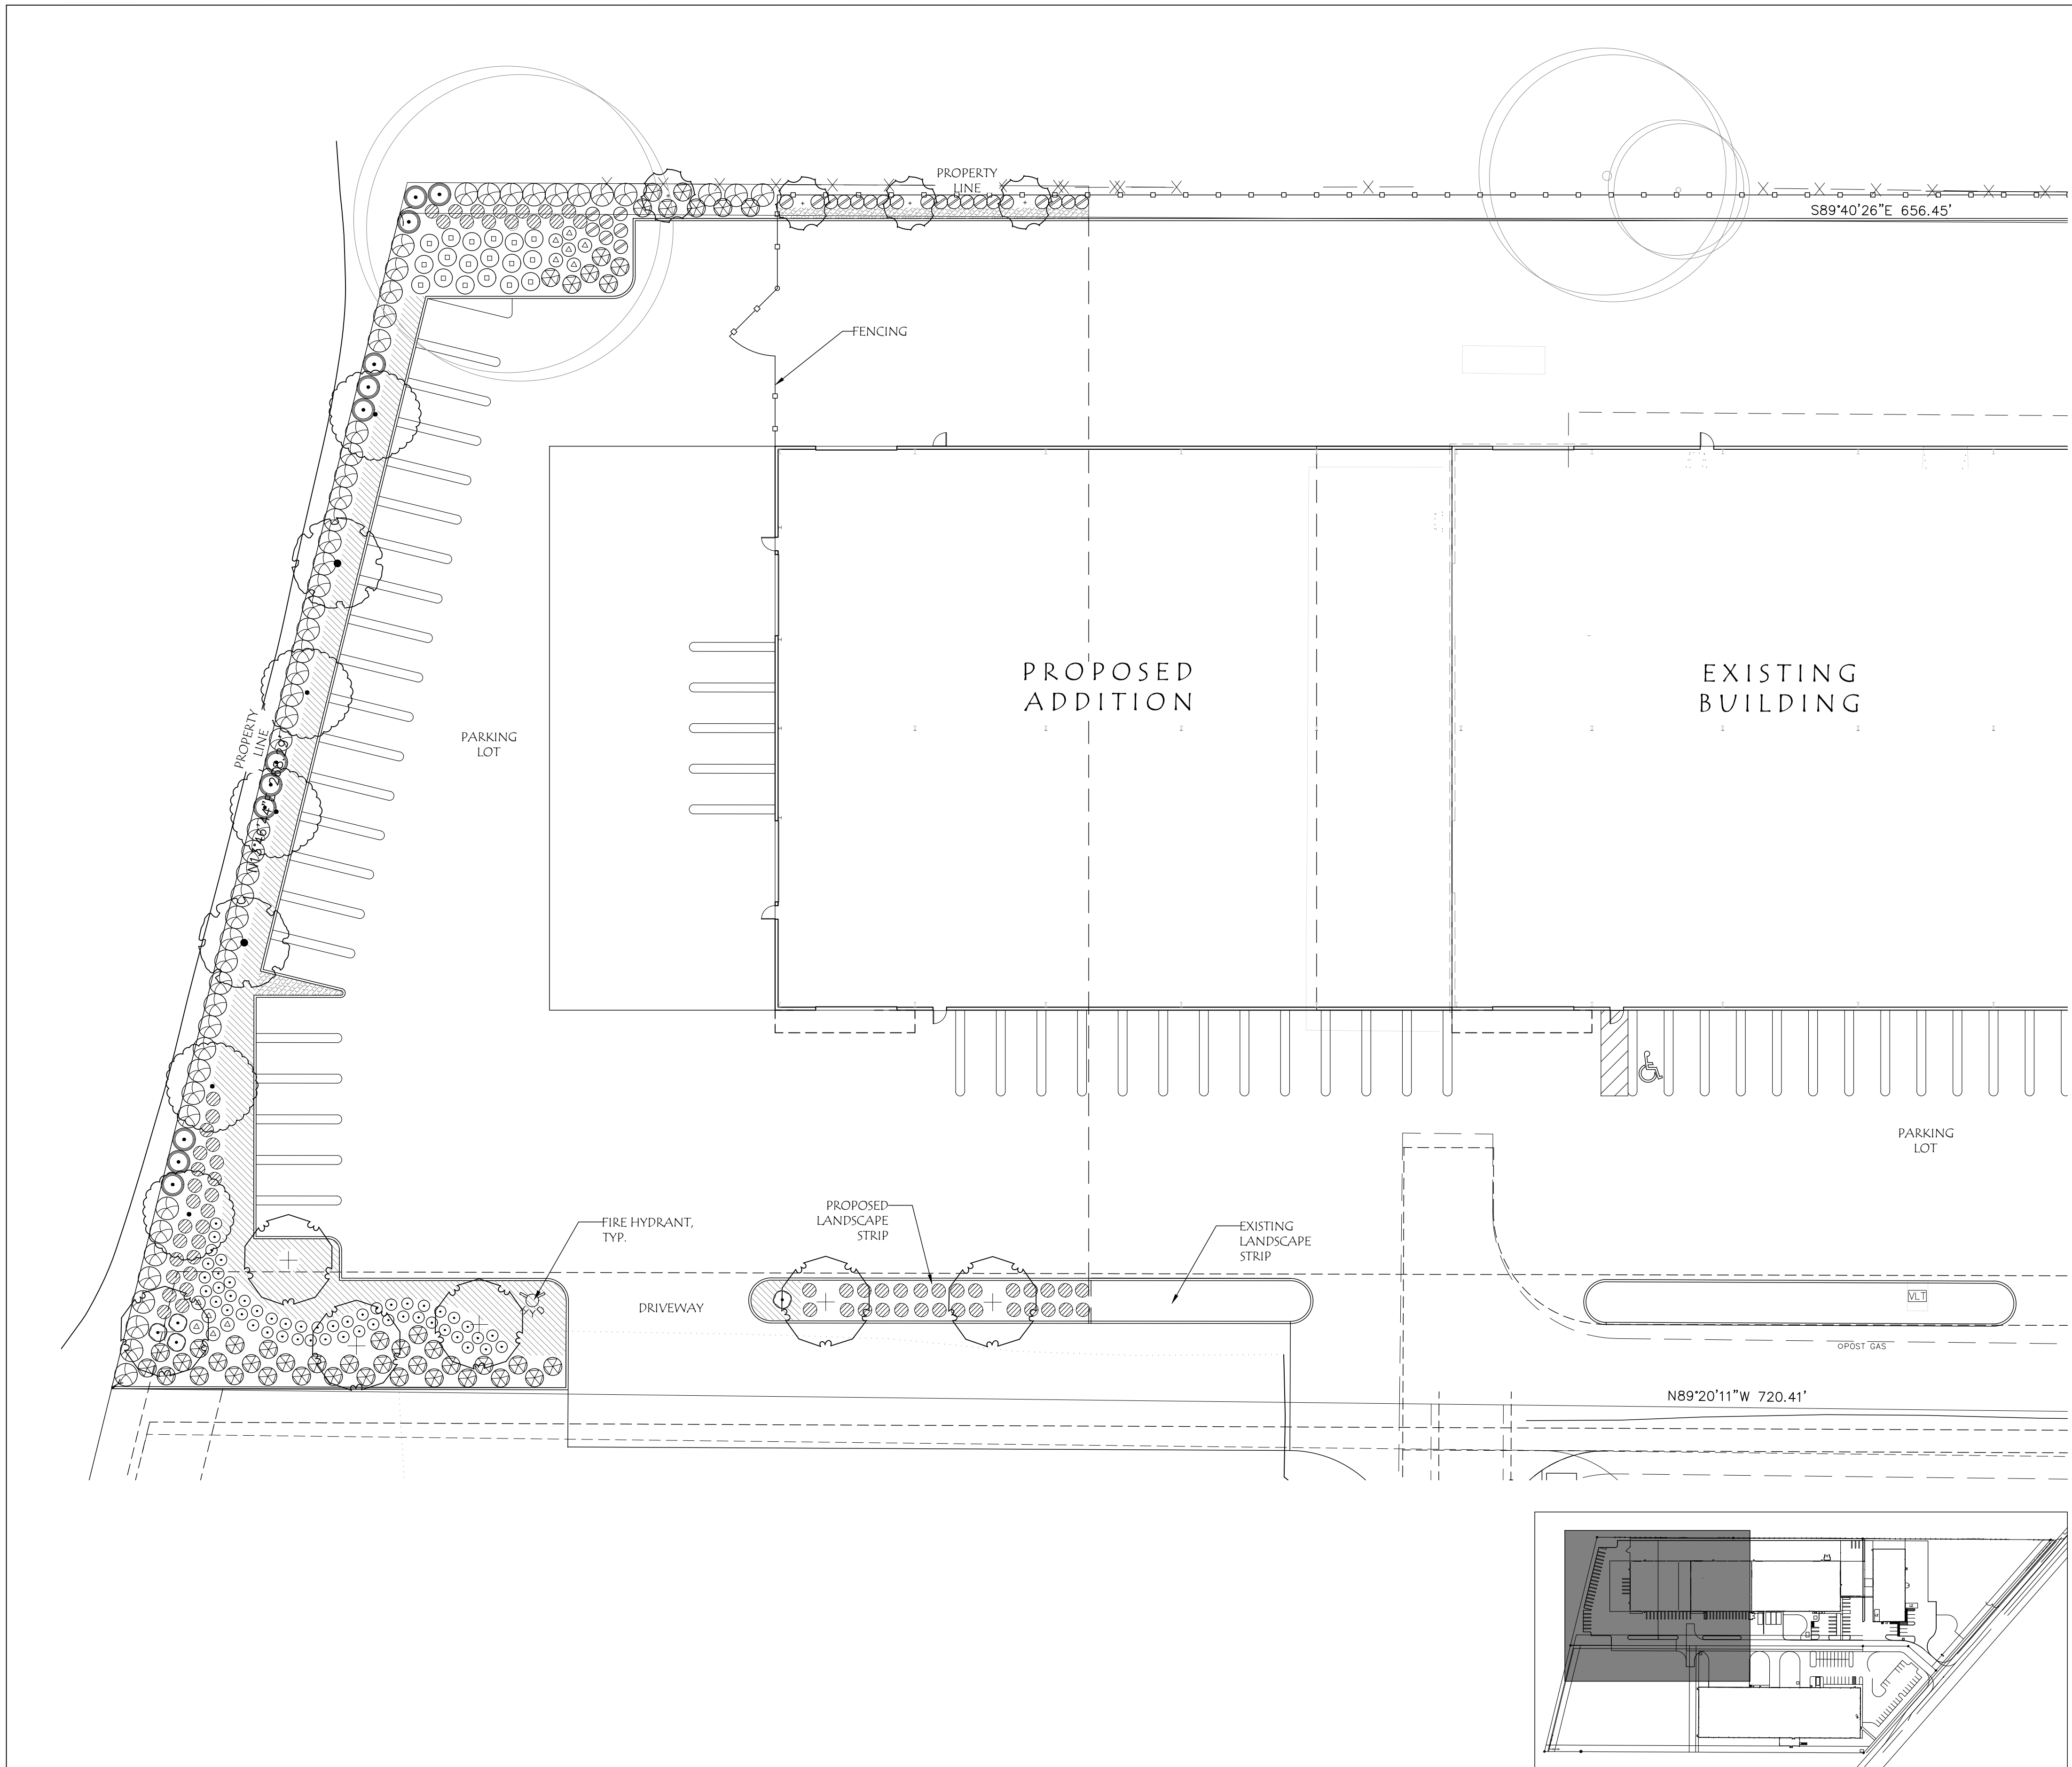 PROPERTY
LINE
S89°40'26"E 656.45'
FENCING
PROPOSED
ADDITION
EXISTING
BUILDING
PROPERTY
LINE
PARKING
LOT
PARKING
LOT
PROPOSED
LANDSCAPE
STRIP
FIRE HYDRANT,
TYP.
EXISTING
LANDSCAPE
STRIP
DRIVEWAY
VLT
POST GAS
N89°20'11"W 720.41'